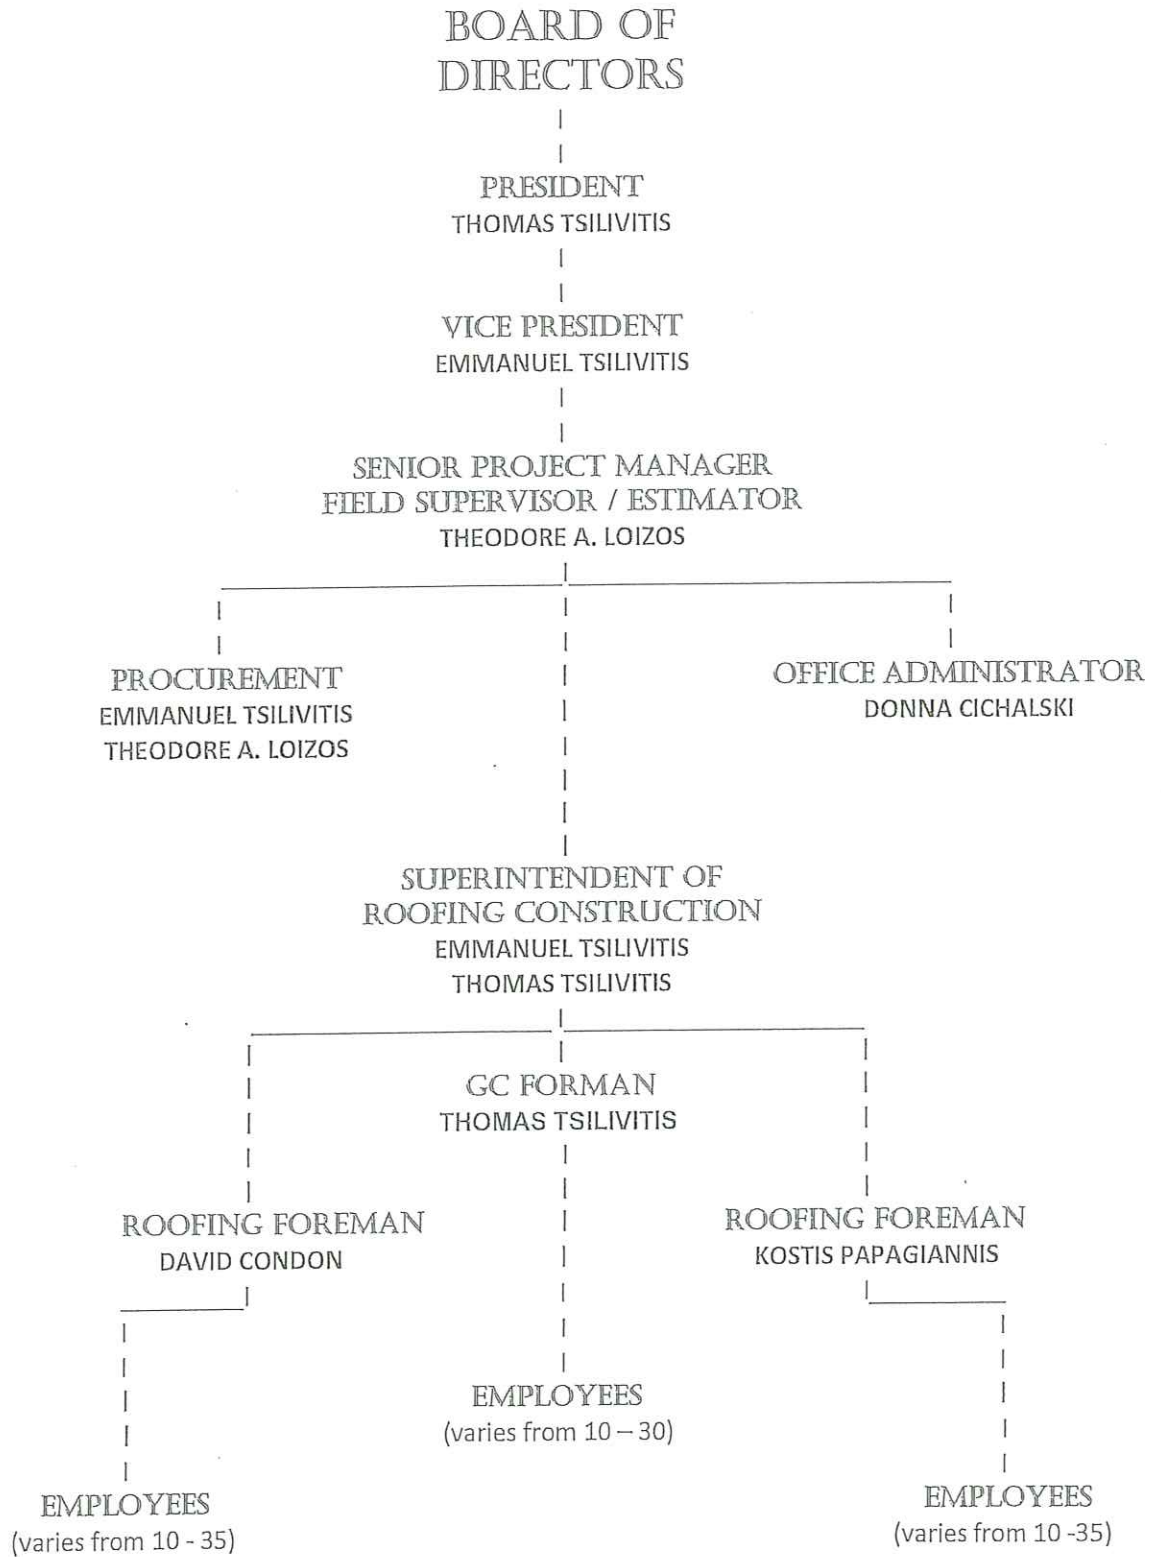 BOARD OF
DIRECTORS
PRESIDENT
THOMAS TSILIVITIS
VICE PRESIDENT
EMMANUEL TSILIVITIS
SENIOR PROJECT MANAGER
FIELD SUPERVISOR / ESTIMATOR
THEODORE A. LOIZOS
PROCUREMENT
EMMANUEL TSILIVITIS
THEODORE A. LOIZOS
OFFICE ADMINISTRATOR
DONNA CICHALSKI
SUPERINTENDENT OF
ROOFING CONSTRUCTION
EMMANUEL TSILIVITIS
THOMAS TSILIVITIS
GC FORMAN
THOMAS TSILIVITIS
ROOFING FOREMAN
DAVID CONDON
ROOFING FOREMAN
KOSTIS PAPAGIANNIS
EMPLOYEES
(varies from 10 – 30)
EMPLOYEES
(varies from 10 - 35)
EMPLOYEES
(varies from 10 -35)